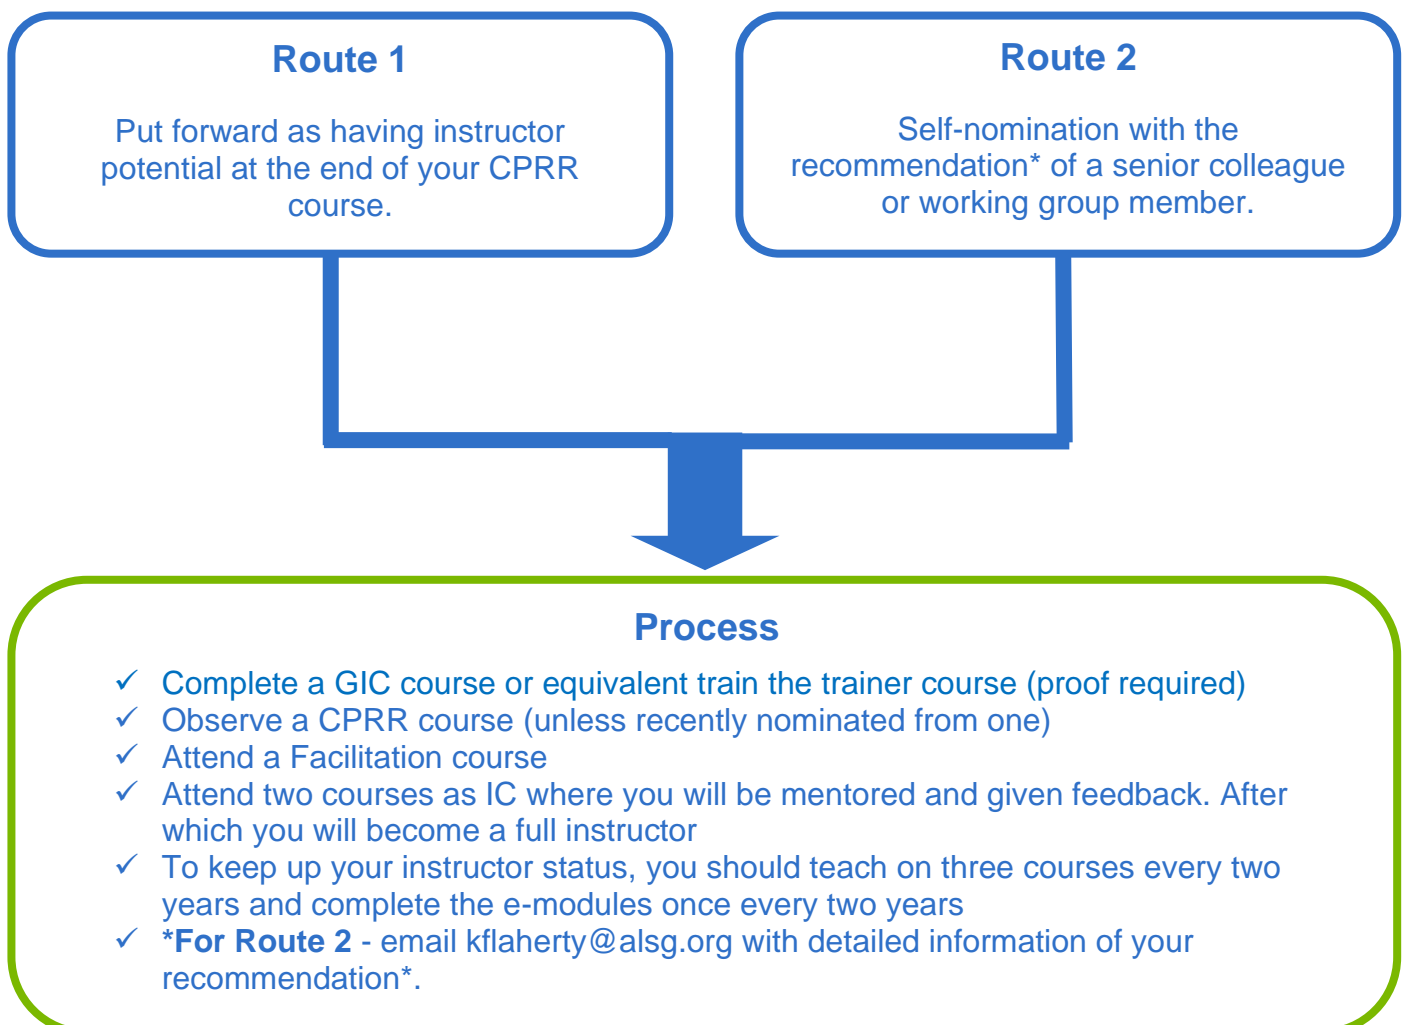 Route 1
Put forward as having instructor
potential at the end of your CPRR
course.
Route 2
Self-nomination with the
recommendation* of a senior colleague
or working group member.
Process
✓ Complete a GIC course or equivalent train the trainer course (proof required)
✓ Observe a CPRR course (unless recently nominated from one)
✓ Attend a Facilitation course
✓ Attend two courses as IC where you will be mentored and given feedback. After
which you will become a full instructor
✓ To keep up your instructor status, you should teach on three courses every two
years and complete the e-modules once every two years
✓ *For Route 2 - email kflaherty@alsg.org with detailed information of your
recommendation*.